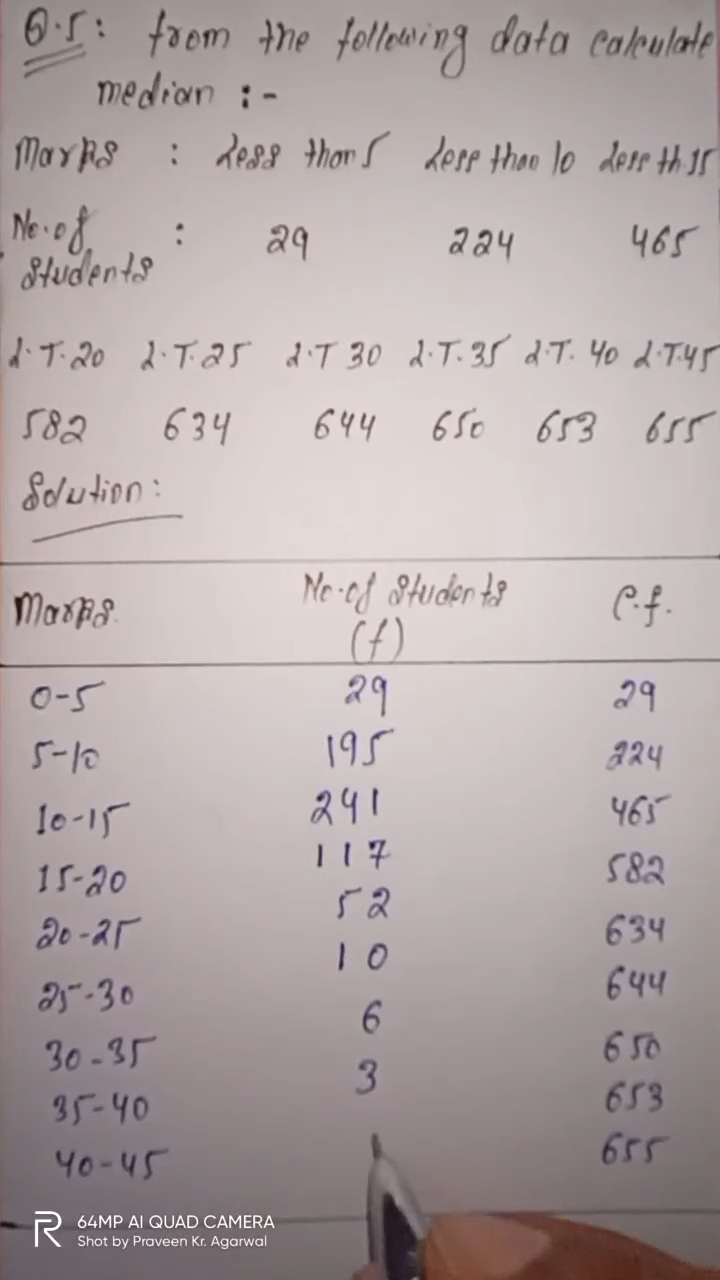 Q.5: from the following data calculate
median :-
Marks : Less than 5 Less than 10 Less th 15
No. of Students : 29 224 465
L.T.20 L.T.25 L.T 30 L.T.35 L.T.40 L.T.45
582 634 644 650 653 655
Solution:
Marks. No. of Students (f) C.f.
0-5 29 29
5-10 195 224
10-15 241 465
15-20 117 582
20-25 52 634
25-30 10 644
30-35 6 650
35-40 3 653
40-45 655
R 64MP AI QUAD CAMERA
Shot by Praveen Kr. Agarwal